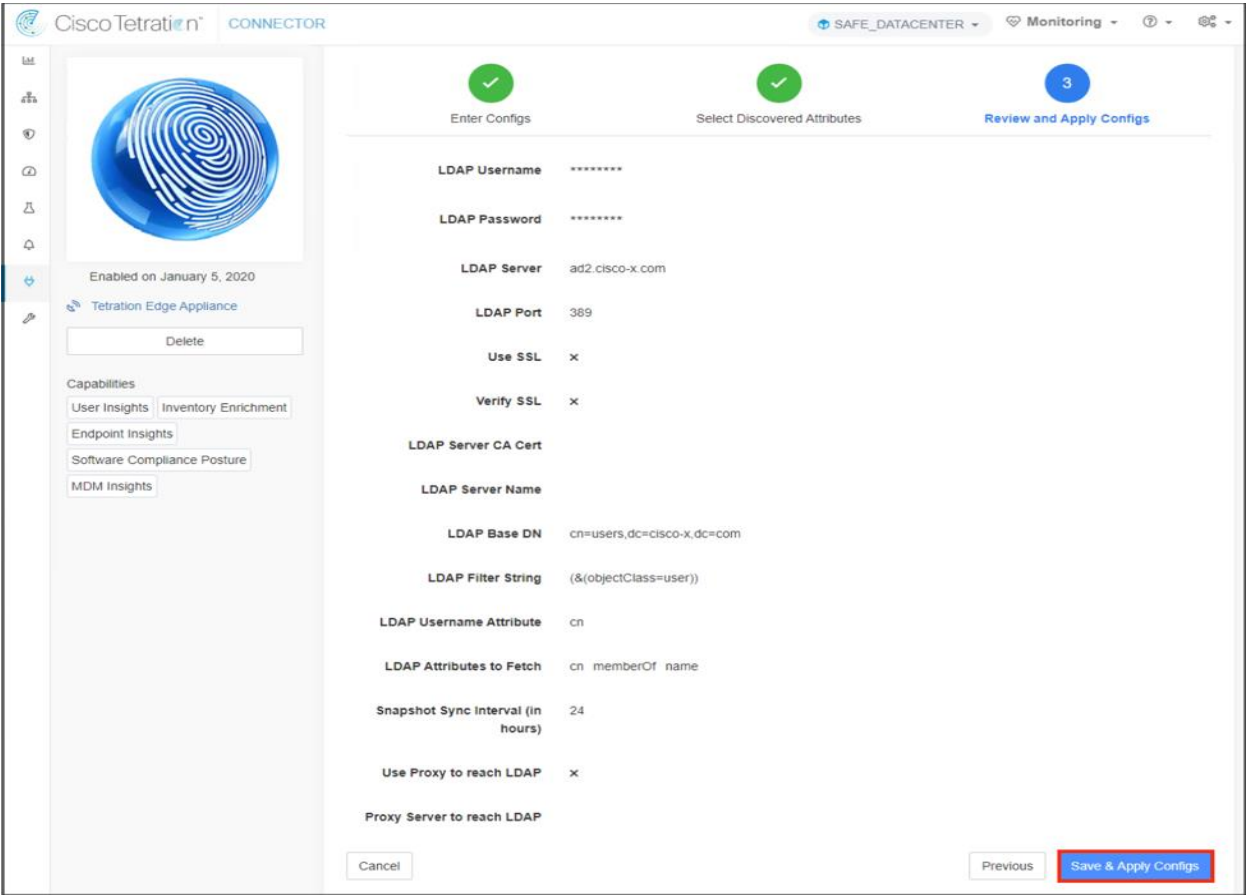 Cisco Tetration™ CONNECTOR SAFE_DATACENTER Monitoring
3
Enter Configs Select Discovered Attributes Review and Apply Configs
Enabled on January 5, 2020
Tetration Edge Appliance
Delete
Capabilities
User Insights Inventory Enrichment
Endpoint Insights
Software Compliance Posture
MDM Insights
LDAP Username ********
LDAP Password ********
LDAP Server ad2.cisco-x.com
LDAP Port 389
Use SSL ×
Verify SSL ×
LDAP Server CA Cert
LDAP Server Name
LDAP Base DN cn=users,dc=cisco-x,dc=com
LDAP Filter String (&(objectClass=user))
LDAP Username Attribute cn
LDAP Attributes to Fetch cn memberOf name
Snapshot Sync Interval (in 24
hours)
Use Proxy to reach LDAP ×
Proxy Server to reach LDAP
Cancel Previous Save & Apply Configs